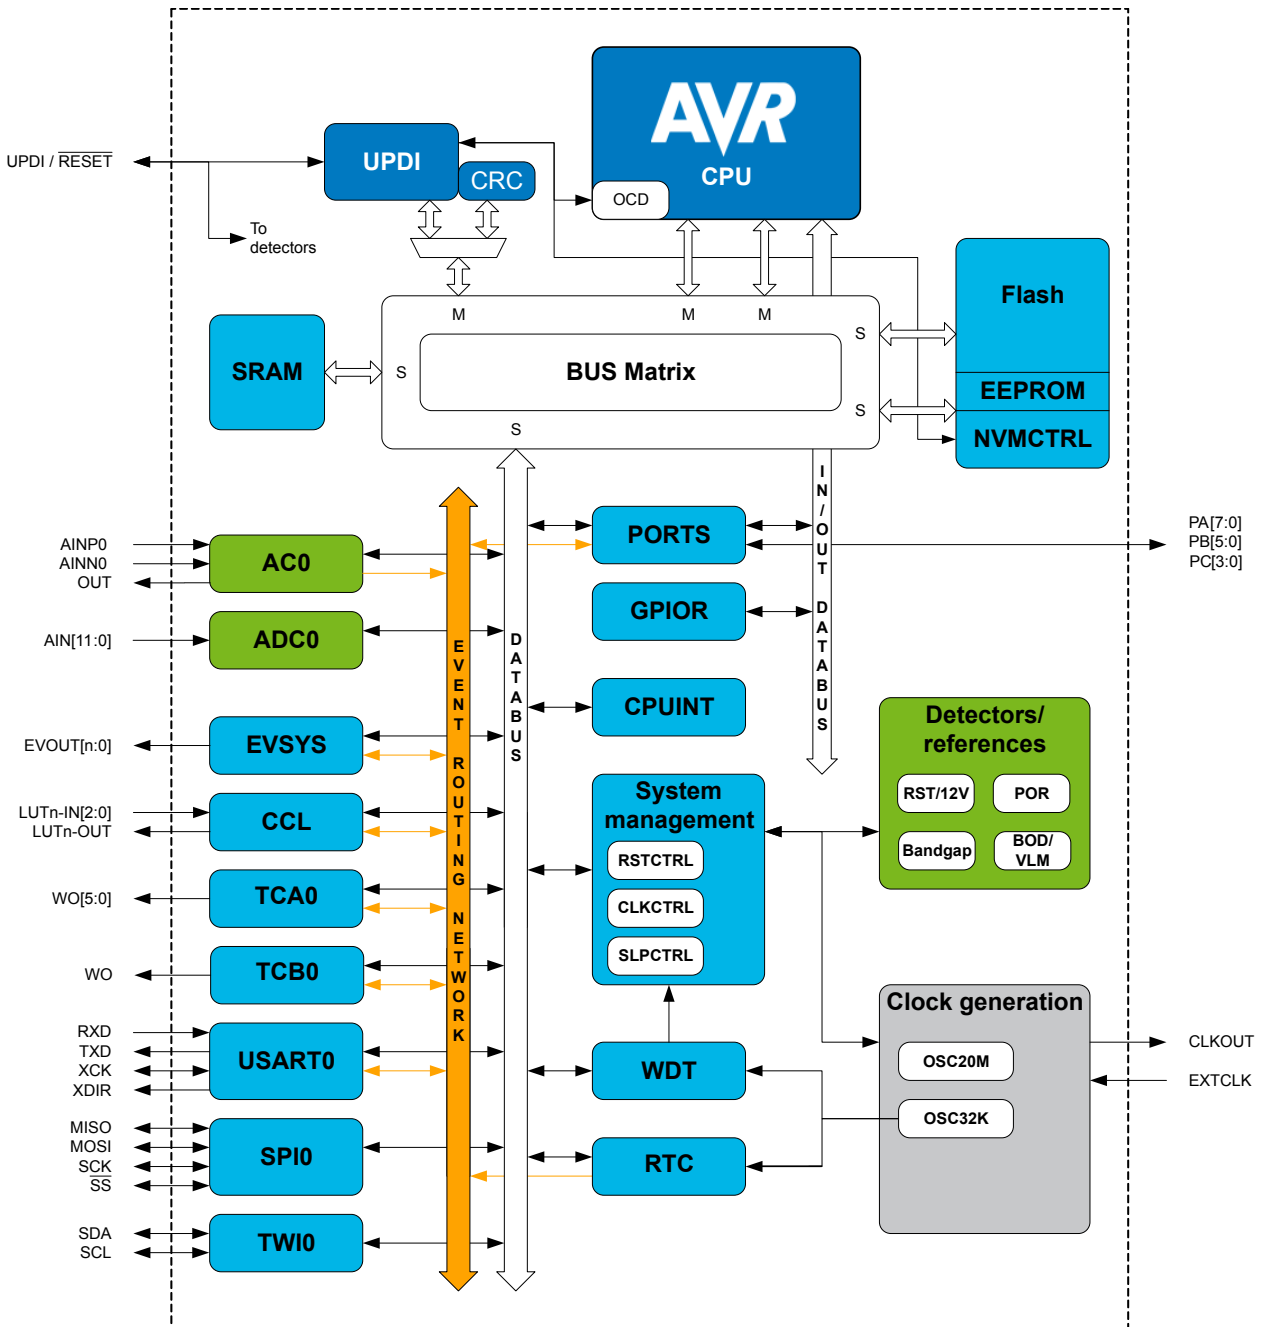 AVR
CPU
OCD
UPDI / RESET
UPDI
CRC
To
detectors
Flash
EEPROM
NVMCTRL
SRAM
M
M
M
S
S
S
S
BUS Matrix
IN/OUT DATABUS
DATABUS
EVENT ROUTING NETWORK
PORTS
PA[7:0]
PB[5:0]
PC[3:0]
AINP0
AINN0
OUT
AC0
GPIOR
AIN[11:0]
ADC0
CPUINT
EVOUT[n:0]
EVSYS
Detectors/
references
RST/12V
POR
Bandgap
BOD/
VLM
System
management
RSTCTRL
CLKCTRL
SLPCTRL
LUTn-IN[2:0]
LUTn-OUT
CCL
WO[5:0]
TCA0
WO
TCB0
Clock generation
OSC20M
OSC32K
CLKOUT
EXTCLK
RXD
TXD
XCK
XDIR
USART0
WDT
MISO
MOSI
SCK
SS
SPI0
RTC
SDA
SCL
TWI0